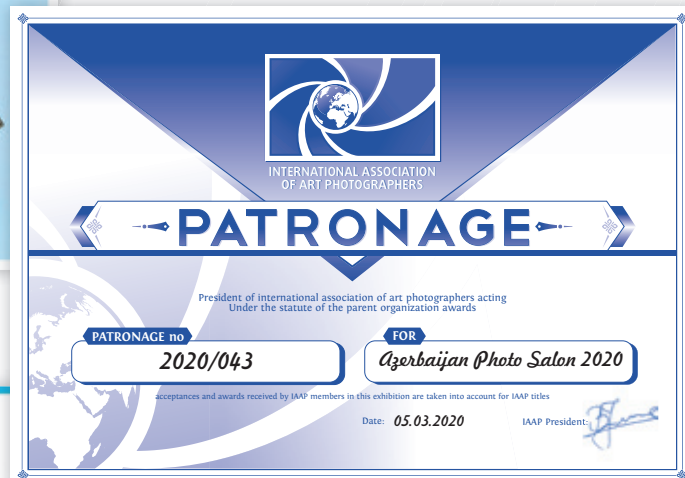 INTERNATIONAL ASSOCIATION
OF ART PHOTOGRAPHERS
PATRONAGE
President of international association of art photographers acting
Under the statute of the parent organization awards
PATRONAGE no
2020/043
FOR
Azerbaijan Photo Salon 2020
acceptances and awards received by IAAP members in this exhibition are taken into account for IAAP titles
Date: 05.03.2020
IAAP President: